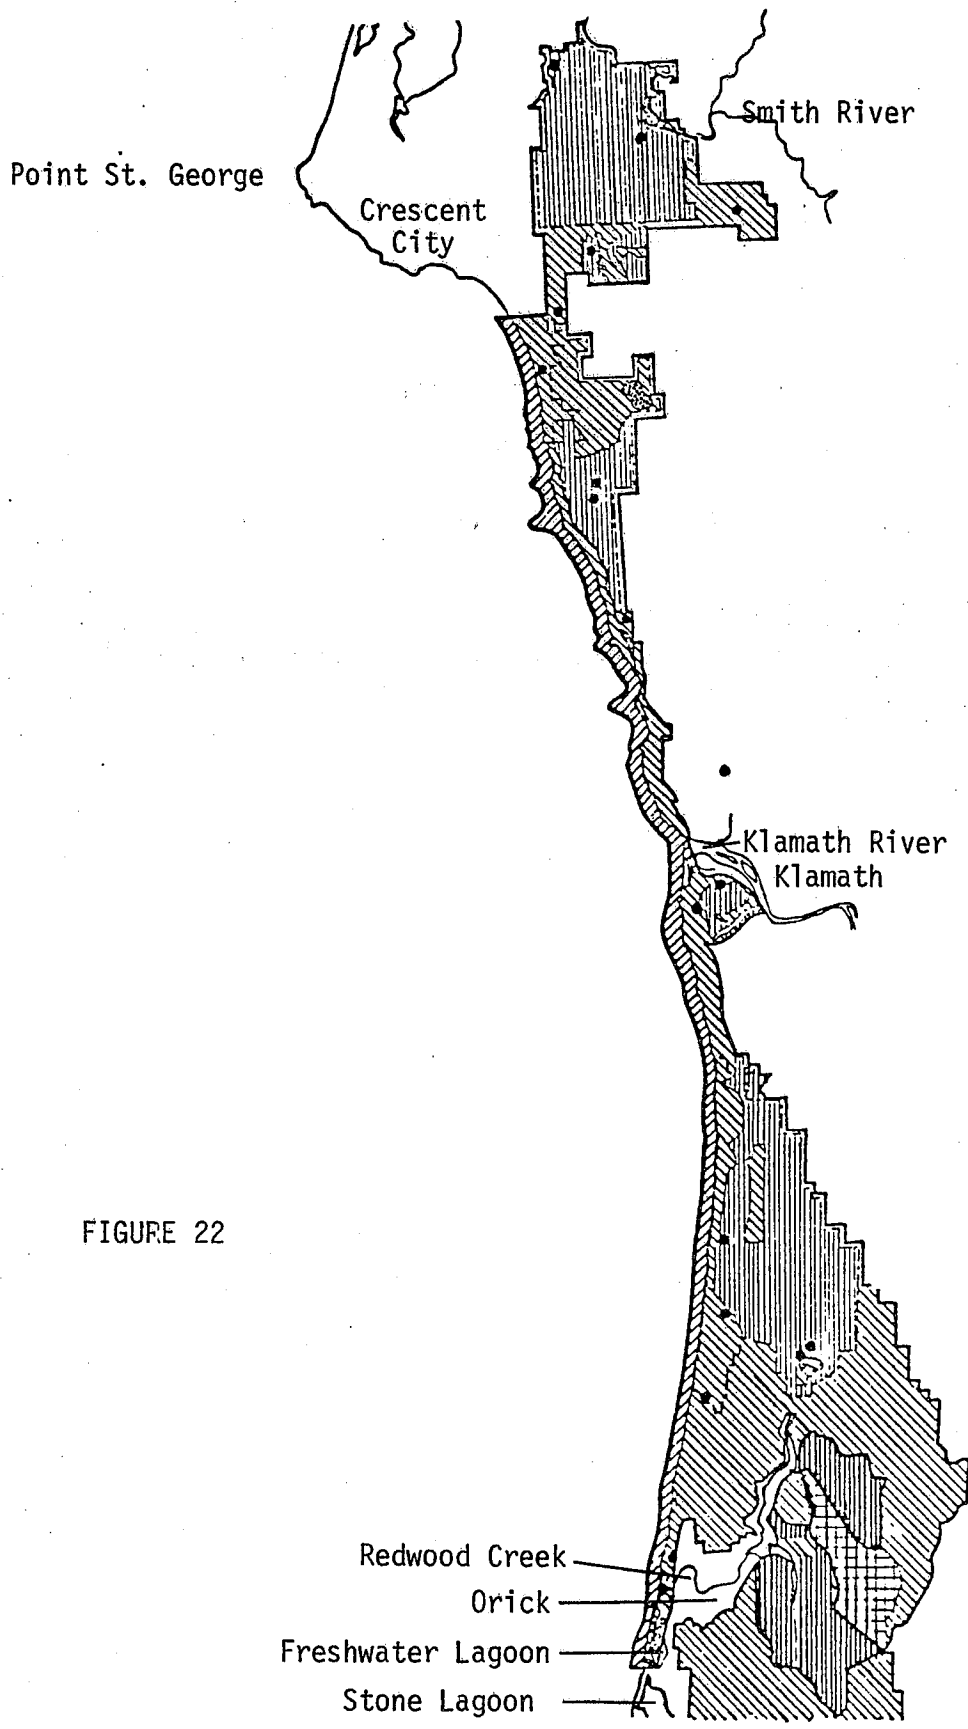 Smith River
Point St. George
Crescent
City
Klamath River
Klamath
FIGURE 22
Redwood Creek
Orick
Freshwater Lagoon
Stone Lagoon